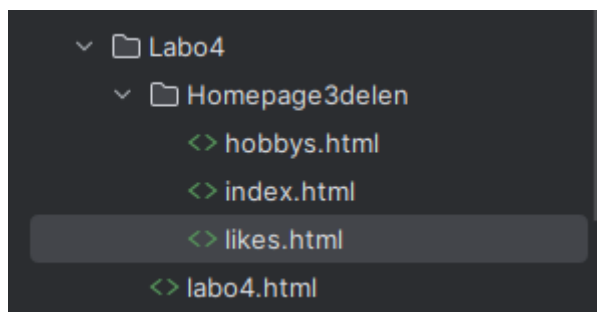 Labo4
Homepage3delen
<> hobbys.html
<> index.html
<> likes.html
<> labo4.html